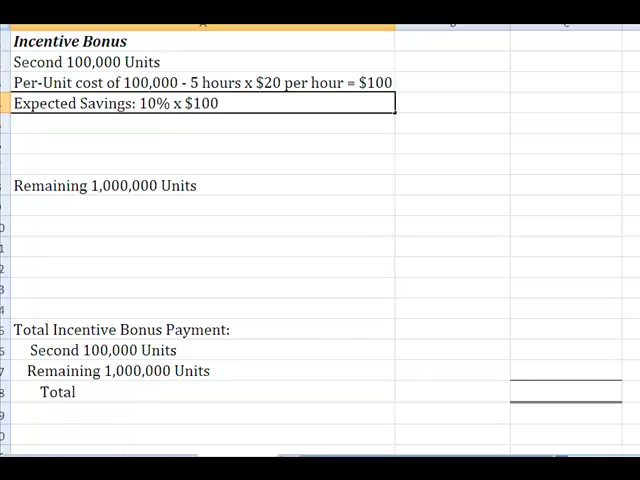 Incentive Bonus
Second 100,000 Units
Per-Unit cost of 100,000 - 5 hours x $20 per hour = $100
Expected Savings: 10% x $100
Remaining 1,000,000 Units
Total Incentive Bonus Payment:
Second 100,000 Units
Remaining 1,000,000 Units
Total